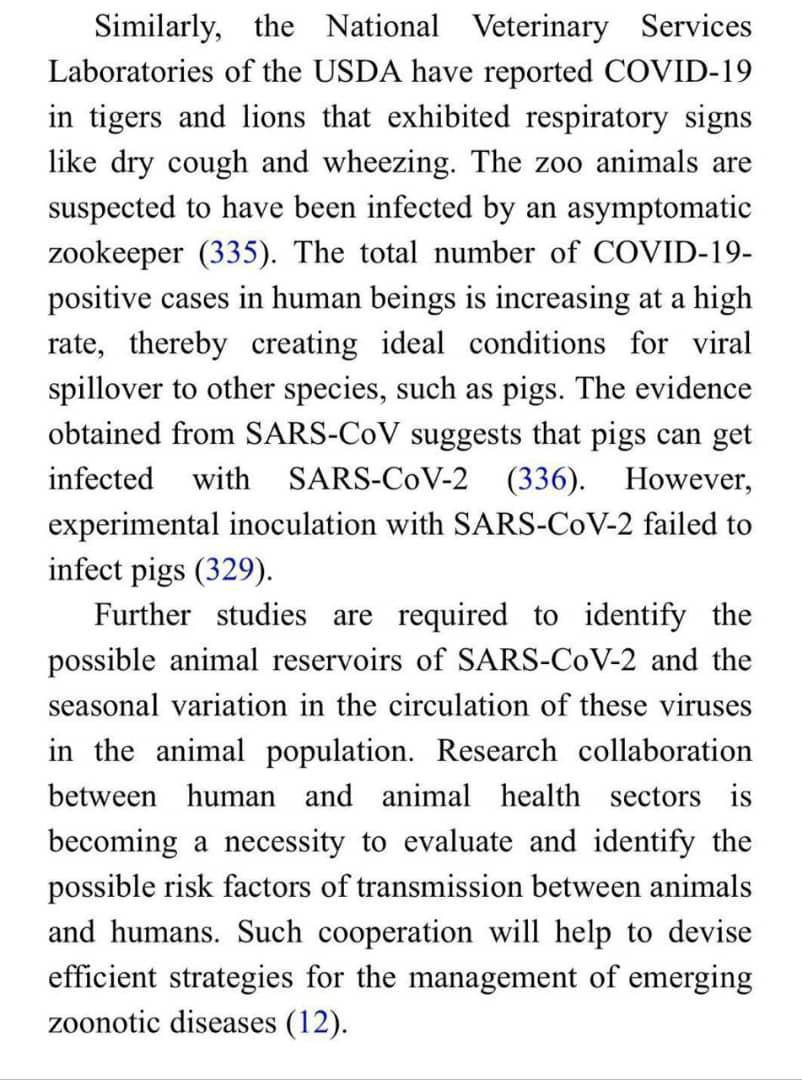 Similarly, the National Veterinary Services
Laboratories of the USDA have reported COVID-19
in tigers and lions that exhibited respiratory signs
like dry cough and wheezing. The zoo animals are
suspected to have been infected by an asymptomatic
zookeeper (335). The total number of COVID-19-
positive cases in human beings is increasing at a high
rate, thereby creating ideal conditions for viral
spillover to other species, such as pigs. The evidence
obtained from SARS-CoV suggests that pigs can get
infected with SARS-CoV-2 (336). However,
experimental inoculation with SARS-CoV-2 failed to
infect pigs (329).
Further studies are required to identify the
possible animal reservoirs of SARS-CoV-2 and the
seasonal variation in the circulation of these viruses
in the animal population. Research collaboration
between human and animal health sectors is
becoming a necessity to evaluate and identify the
possible risk factors of transmission between animals
and humans. Such cooperation will help to devise
efficient strategies for the management of emerging
zoonotic diseases (12).